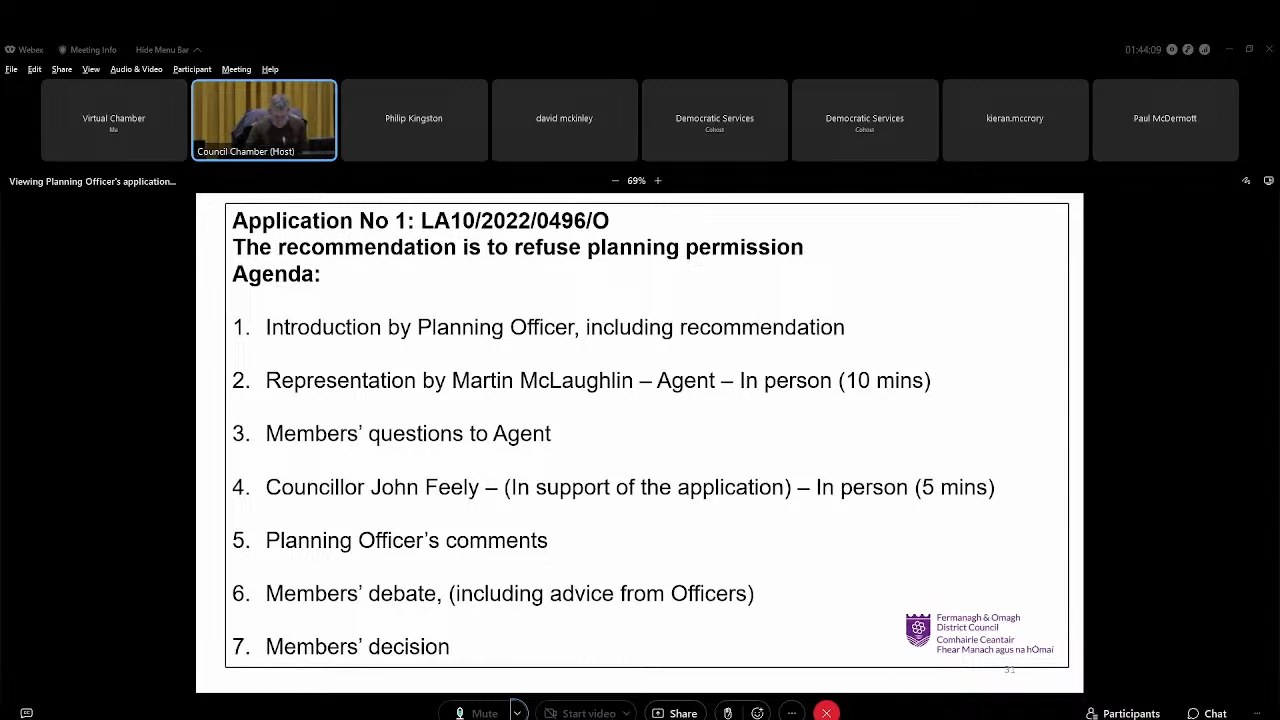 Webex
Meeting Info
Hide Menu Bar
01:44:09
File
Edit
Share
View
Audio & Video
Participant
Meeting
Help
Virtual Chamber
Me
Council Chamber (Host)
Philip Kingston
david mckinley
Democratic Services
Cohost
Democratic Services
Cohost
kieran.mccrory
Paul McDermott
Viewing Planning Officer's application...
69%
Application No 1: LA10/2022/0496/O
The recommendation is to refuse planning permission
Agenda:
1. Introduction by Planning Officer, including recommendation
2. Representation by Martin McLaughlin – Agent – In person (10 mins)
3. Members’ questions to Agent
4. Councillor John Feely – (In support of the application) – In person (5 mins)
5. Planning Officer’s comments
6. Members’ debate, (including advice from Officers)
7. Members’ decision
Fermanagh & Omagh
District Council
Comhairle Ceantair
Fhear Manach agus na hÓmaí
31
Mute
Start video
Share
Participants
Chat